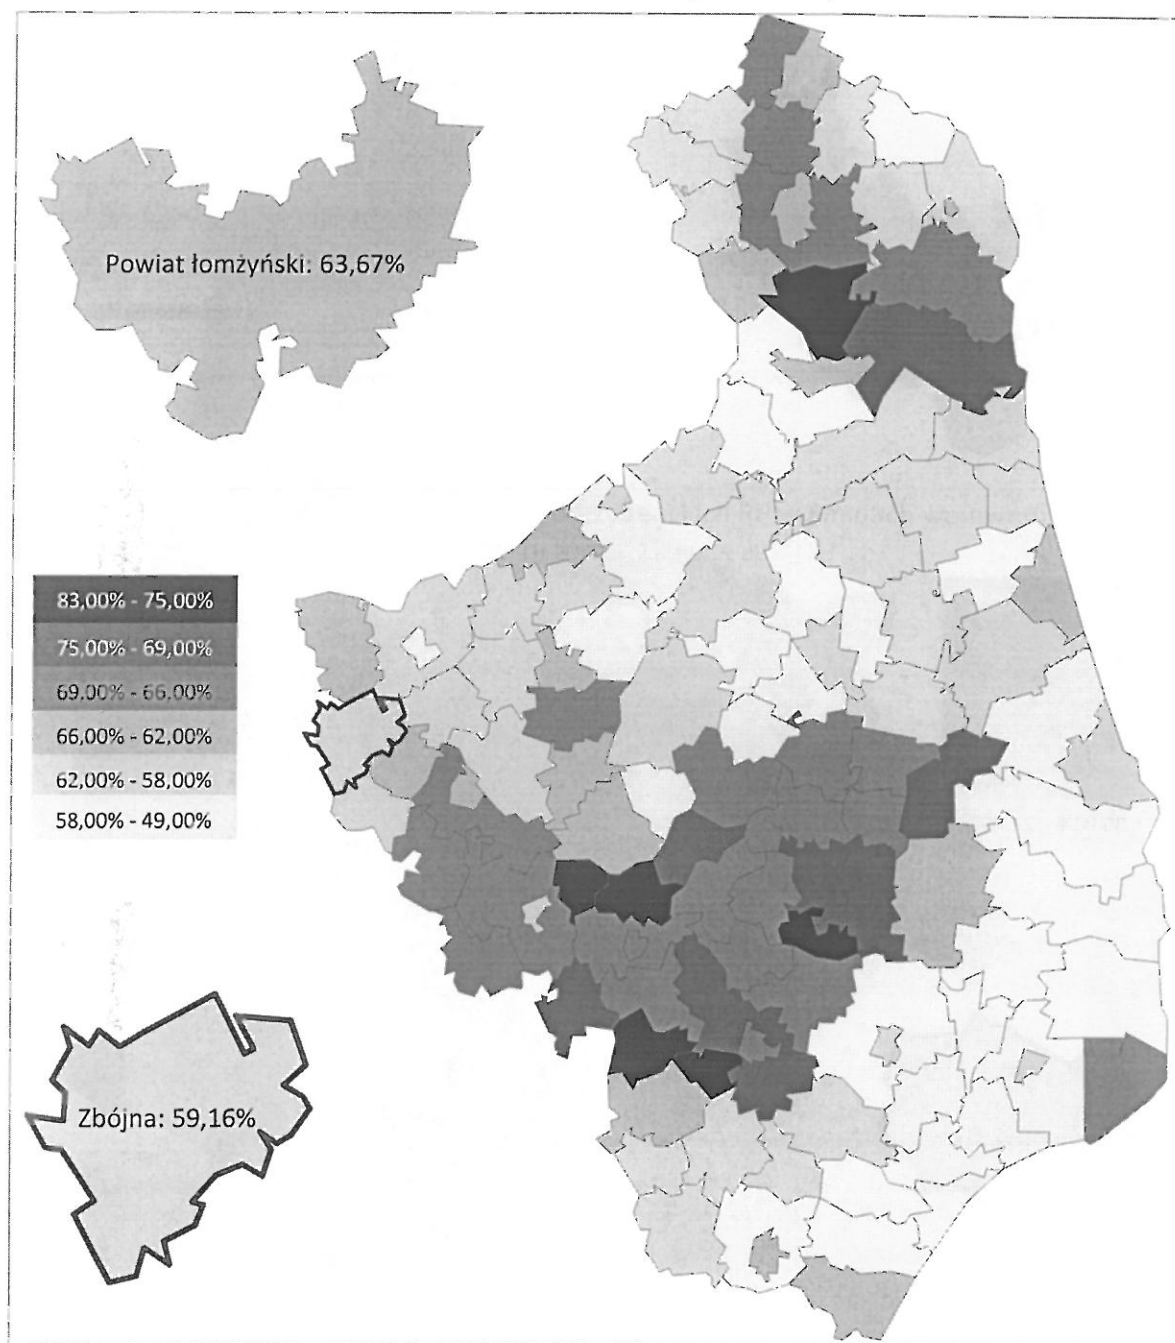 Powiat łomżyński: 63,67%
83,00% - 75,00%
75,00% - 69,00%
69,00% - 66,00%
66,00% - 62,00%
62,00% - 58,00%
58,00% - 49,00%
Zbójna: 59,16%